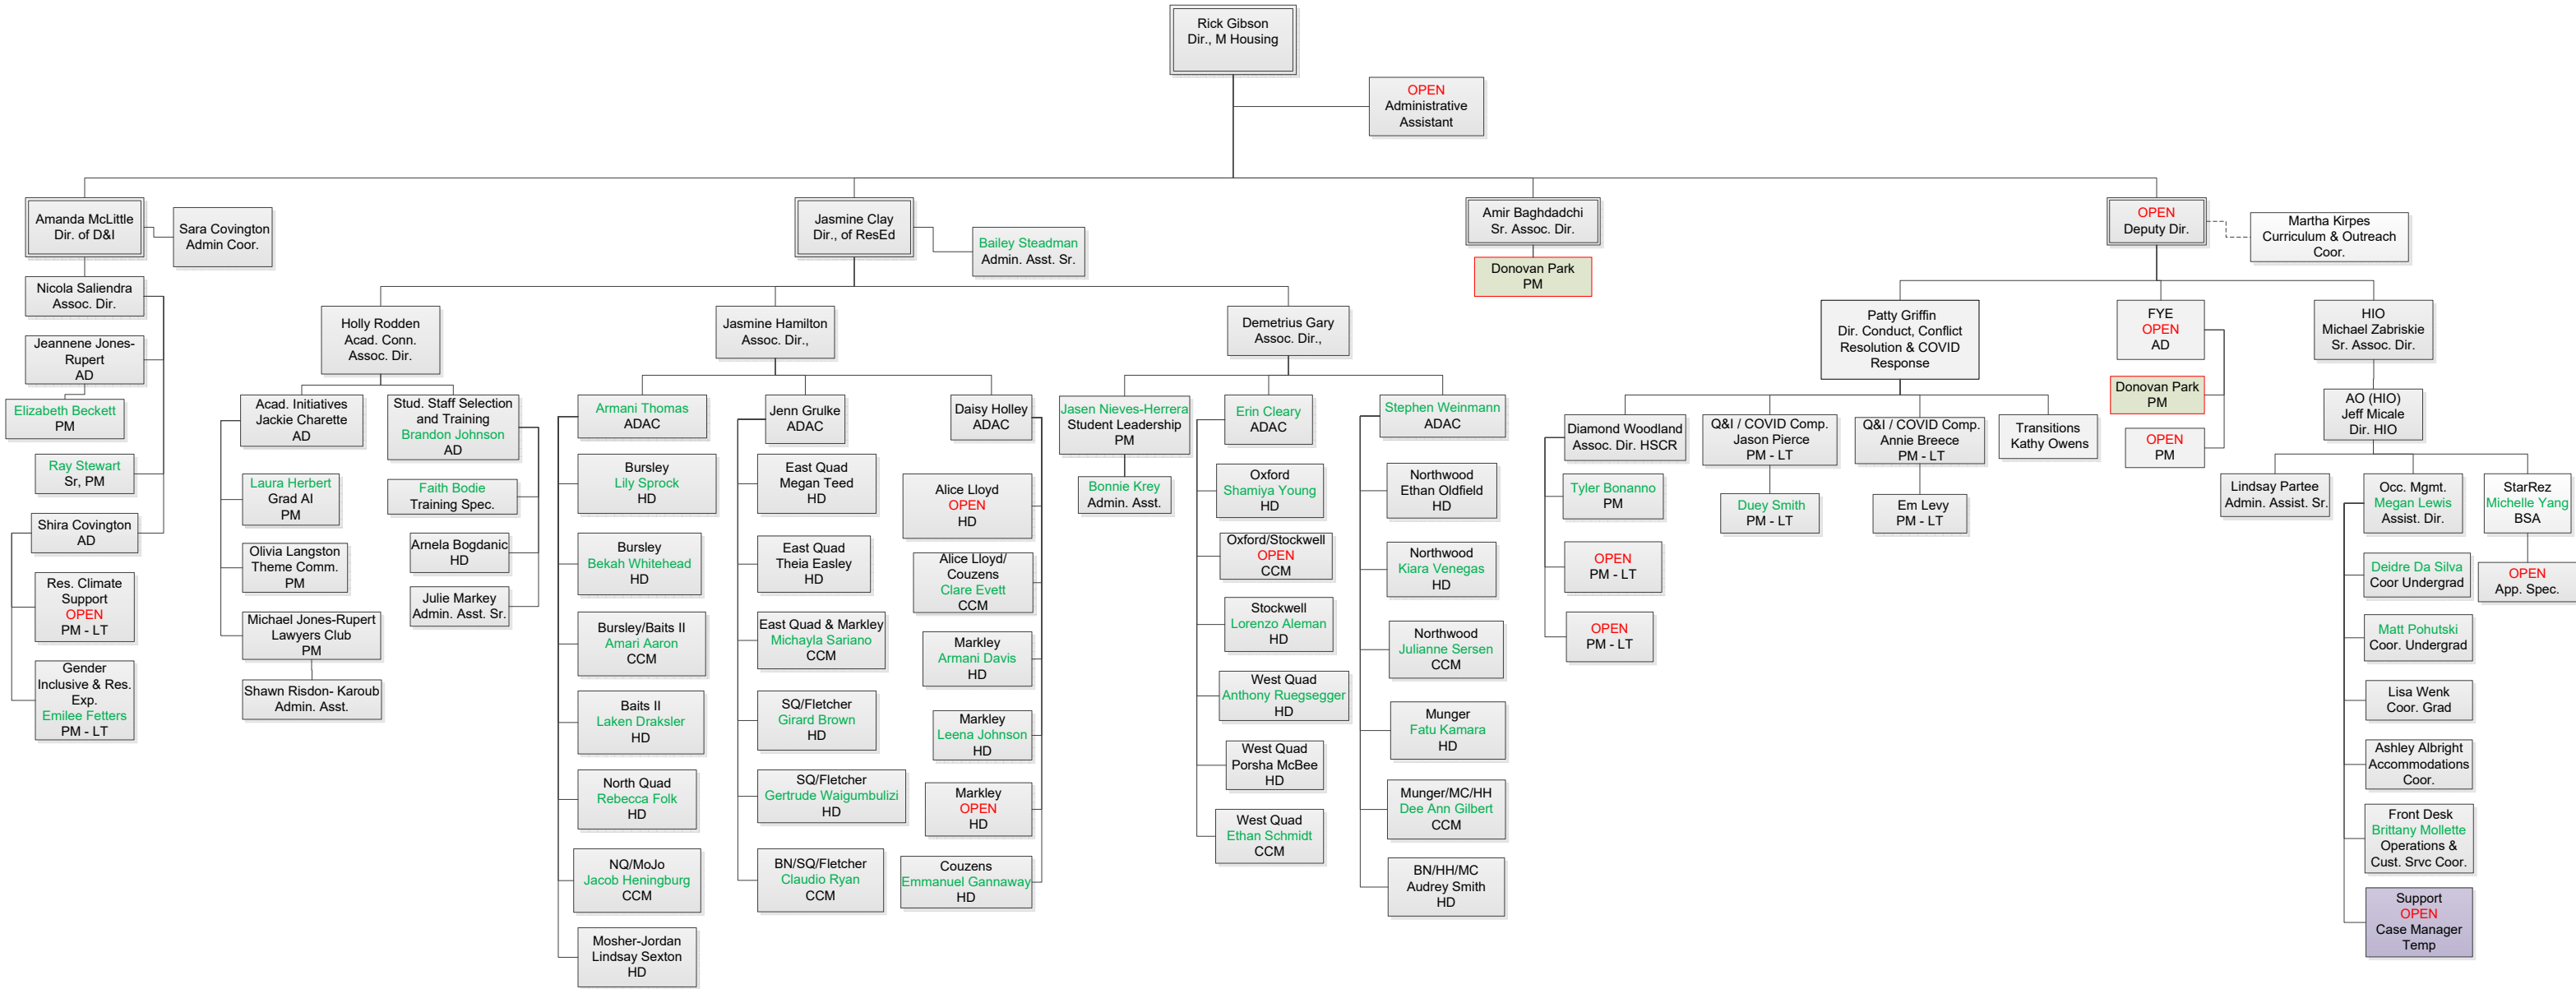 Rick Gibson
Dir., M Housing
OPEN
Administrative
Assistant
Amanda McLittle
Dir. of D&I
Sara Covington
Admin Coor.
Jasmine Clay
Dir., of ResEd
Bailey Steadman
Admin. Asst. Sr.
Amir Baghdadchi
Sr. Assoc. Dir.
Donovan Park
PM
OPEN
Deputy Dir.
Martha Kirpes
Curriculum & Outreach
Coor.
Nicola Saliendra
Assoc. Dir.
Jeannene Jones-
Rupert
AD
Elizabeth Beckett
PM
Ray Stewart
Sr, PM
Shira Covington
AD
Res. Climate
Support
OPEN
PM - LT
Gender
Inclusive & Res.
Exp.
Emilee Fetters
PM - LT
Holly Rodden
Acad. Conn.
Assoc. Dir.
Acad. Initiatives
Jackie Charette
AD
Laura Herbert
Grad AI
PM
Olivia Langston
Theme Comm.
PM
Michael Jones-Rupert
Lawyers Club
PM
Shawn Risdon- Karoub
Admin. Asst.
Stud. Staff Selection
and Training
Brandon Johnson
AD
Faith Bodie
Training Spec.
Arnela Bogdanic
HD
Julie Markey
Admin. Asst. Sr.
Jasmine Hamilton
Assoc. Dir.,
Armani Thomas
ADAC
Bursley
Lily Sprock
HD
Bursley
Bekah Whitehead
HD
Bursley/Baits II
Amari Aaron
CCM
Baits II
Laken Draksler
HD
North Quad
Rebecca Folk
HD
NQ/MoJo
Jacob Heningburg
CCM
Mosher-Jordan
Lindsay Sexton
HD
Jenn Grulke
ADAC
East Quad
Megan Teed
HD
East Quad
Theia Easley
HD
East Quad & Markley
Michayla Sariano
CCM
SQ/Fletcher
Girard Brown
HD
SQ/Fletcher
Gertrude Waigumbulizi
HD
BN/SQ/Fletcher
Claudio Ryan
CCM
Daisy Holley
ADAC
Alice Lloyd
OPEN
HD
Alice Lloyd/
Couzens
Clare Evett
CCM
Markley
Armani Davis
HD
Markley
Leena Johnson
HD
Markley
OPEN
HD
Couzens
Emmanuel Gannaway
HD
Demetrius Gary
Assoc. Dir.,
Jasen Nieves-Herrera
Student Leadership
PM
Bonnie Krey
Admin. Asst.
Erin Cleary
ADAC
Oxford
Shamiya Young
HD
Oxford/Stockwell
OPEN
CCM
Stockwell
Lorenzo Aleman
HD
West Quad
Anthony Ruegsegger
HD
West Quad
Porsha McBee
HD
West Quad
Ethan Schmidt
CCM
Stephen Weinmann
ADAC
Northwood
Ethan Oldfield
HD
Northwood
Kiara Venegas
HD
Northwood
Julianne Sersen
CCM
Munger
Fatu Kamara
HD
Munger/MC/HH
Dee Ann Gilbert
CCM
BN/HH/MC
Audrey Smith
HD
Patty Griffin
Dir. Conduct, Conflict
Resolution & COVID
Response
Diamond Woodland
Assoc. Dir. HSCR
Tyler Bonanno
PM
OPEN
PM - LT
OPEN
PM - LT
Q&I / COVID Comp.
Jason Pierce
PM - LT
Duey Smith
PM - LT
Q&I / COVID Comp.
Annie Breece
PM - LT
Em Levy
PM - LT
Transitions
Kathy Owens
FYE
OPEN
AD
Donovan Park
PM
OPEN
PM
HIO
Michael Zabriskie
Sr. Assoc. Dir.
AO (HIO)
Jeff Micale
Dir. HIO
Lindsay Partee
Admin. Assist. Sr.
Occ. Mgmt.
Megan Lewis
Assist. Dir.
Deidre Da Silva
Coor Undergrad
Matt Pohutski
Coor. Undergrad
Lisa Wenk
Coor. Grad
Ashley Albright
Accommodations
Coor.
Front Desk
Brittany Mollette
Operations &
Cust. Srvc Coor.
Support
OPEN
Case Manager
Temp
StarRez
Michelle Yang
BSA
OPEN
App. Spec.